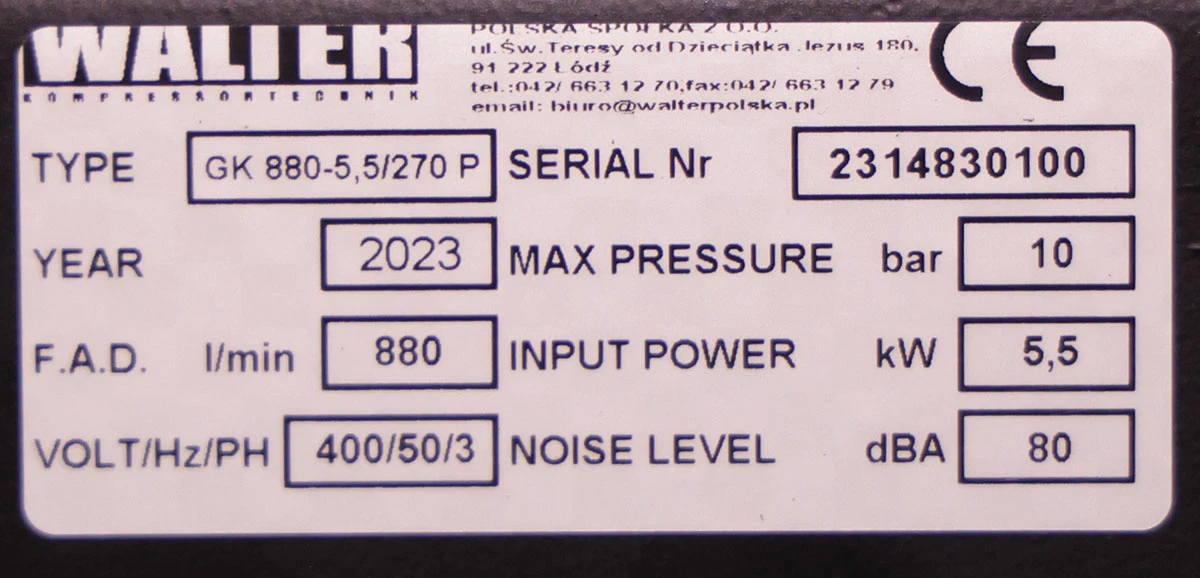 WALTER
KOMPRESSORTECHNIK
POLSKA SPÓŁKA Z O.O.
ul.Św.Teresy od Dzieciątka Jezus 180.
91 222 Łódź
tel.:042/ 663 12 70,fax:042/ 663 12 79
email: biuro@walterpolska.pl
CE
TYPE GK 880-5,5/270 P SERIAL Nr 2314830100
YEAR 2023 MAX PRESSURE bar 10
F.A.D. l/min 880 INPUT POWER kW 5,5
VOLT/Hz/PH 400/50/3 NOISE LEVEL dBA 80